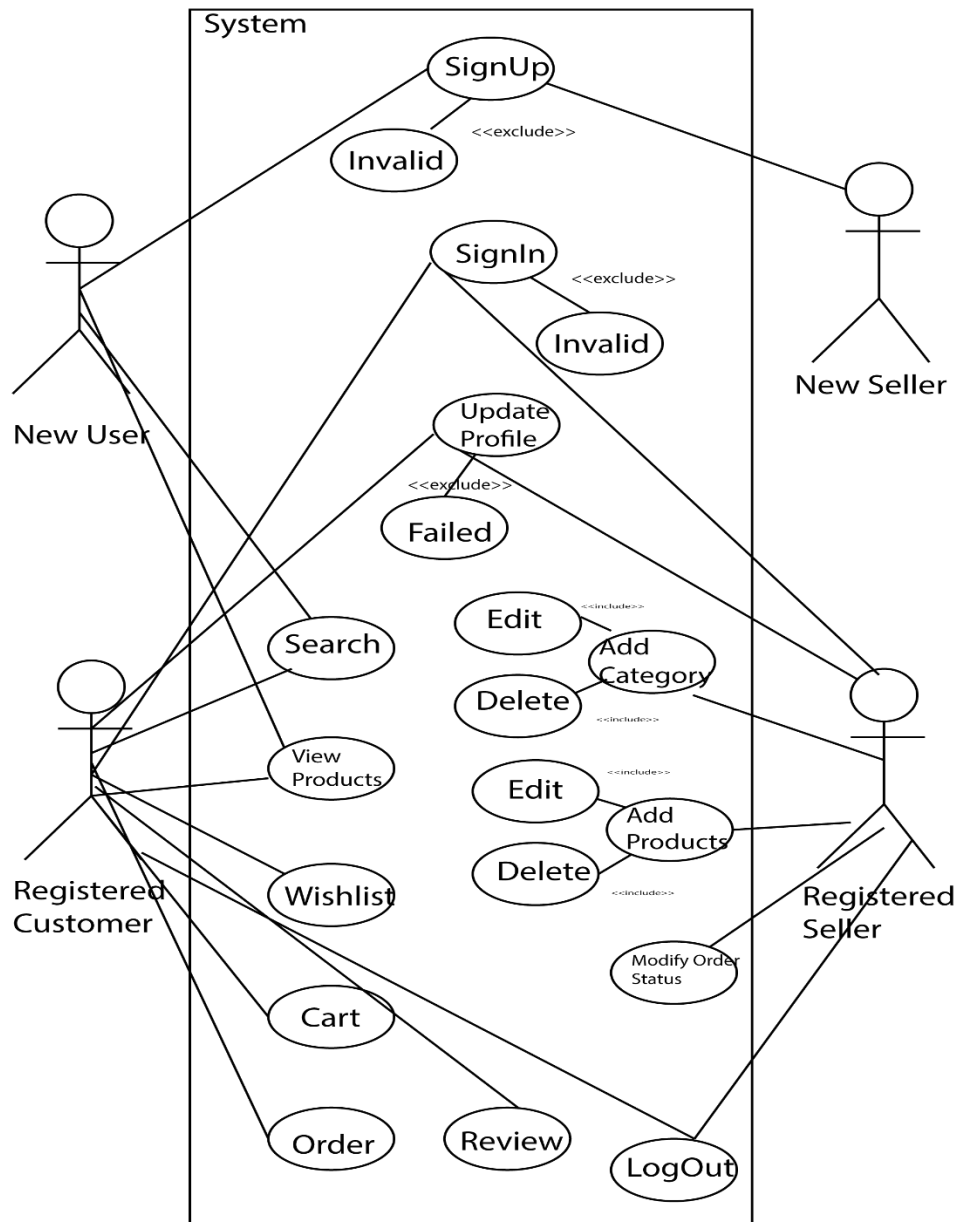 System
SignUp
<<exclude>>
Invalid
SignIn
<<exclude>>
Invalid
New Seller
Update
Profile
New User
<<exclude>>
Failed
<<include>>
Edit
Search
Add
Category
Delete
<<include>>
View
Products
<<include>>
Edit
Add
Products
Delete
<<include>>
Registered
Customer
Wishlist
Registered
Seller
Modify Order
Status
Cart
Order
Review
LogOut